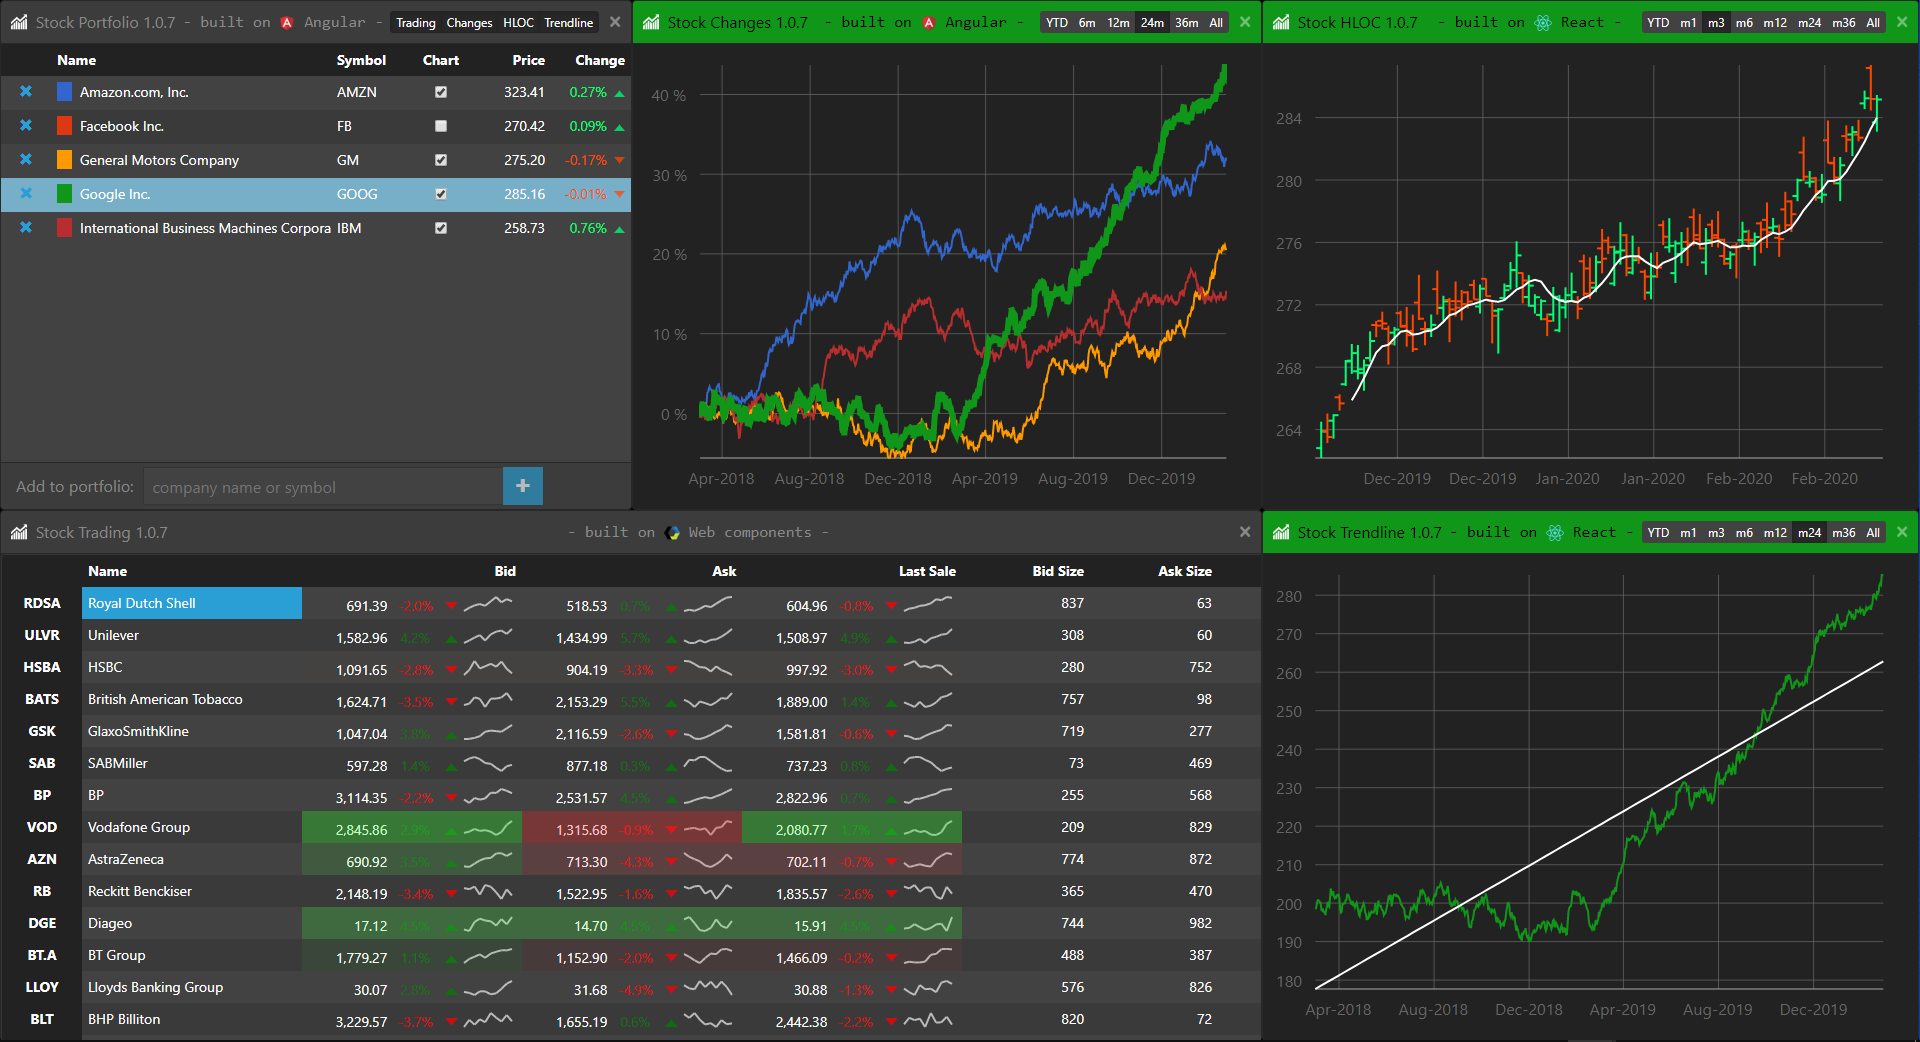 Stock Portfolio 1.0.7 - built on Angular - Trading Changes HLOC Trendline
Name Symbol Chart Price Change
Amazon.com, Inc. AMZN 323.41 0.27%
Facebook Inc. FB 270.42 0.09%
General Motors Company GM 275.20 -0.17%
Google Inc. GOOG 285.16 -0.01%
International Business Machines Corpora IBM 258.73 0.76%
Add to portfolio: company name or symbol +
Stock Changes 1.0.7 - built on Angular - YTD 6m 12m 24m 36m All
40 %
30 %
20 %
10 %
0 %
Apr-2018 Aug-2018 Dec-2018 Apr-2019 Aug-2019 Dec-2019
Stock HLOC 1.0.7 - built on React - YTD m1 m3 m6 m12 m24 m36 All
284
280
276
272
268
264
Dec-2019 Dec-2019 Jan-2020 Jan-2020 Feb-2020 Feb-2020
Stock Trading 1.0.7 - built on Web components -
Name Bid Ask Last Sale Bid Size Ask Size
RDSA Royal Dutch Shell 691.39 -2.0% 518.53 0.7% 604.96 -0.8% 837 63
ULVR Unilever 1,582.96 4.2% 1,434.99 5.7% 1,508.97 4.9% 308 60
HSBA HSBC 1,091.65 -2.8% 904.19 -3.3% 997.92 -3.0% 280 752
BATS British American Tobacco 1,624.71 -3.5% 2,153.29 5.5% 1,889.00 1.4% 757 98
GSK GlaxoSmithKline 1,047.04 3.8% 2,116.59 -2.6% 1,581.81 -0.6% 719 277
SAB SABMiller 597.28 1.4% 877.18 0.3% 737.23 0.8% 73 469
BP BP 3,114.35 -2.2% 2,531.57 4.5% 2,822.96 0.7% 255 568
VOD Vodafone Group 2,845.86 2.9% 1,315.68 -0.9% 2,080.77 1.7% 209 829
AZN AstraZeneca 690.92 3.5% 713.30 -4.3% 702.11 -0.7% 774 872
RB Reckitt Benckiser 2,148.19 -3.4% 1,522.95 -1.6% 1,835.57 -2.6% 365 470
DGE Diageo 17.12 4.5% 14.70 4.5% 15.91 4.5% 744 982
BT.A BT Group 1,779.27 1.1% 1,152.90 -2.0% 1,466.09 -0.2% 488 387
LLOY Lloyds Banking Group 30.07 2.8% 31.68 -4.9% 30.88 -1.3% 576 826
BLT BHP Billiton 3,229.57 -3.7% 1,655.19 0.6% 2,442.38 -2.2% 820 72
Stock Trendline 1.0.7 - built on React - YTD m1 m3 m6 m12 m24 m36 All
280
270
260
250
240
230
220
210
200
190
180
Apr-2018 Aug-2018 Dec-2018 Apr-2019 Aug-2019 Dec-2019